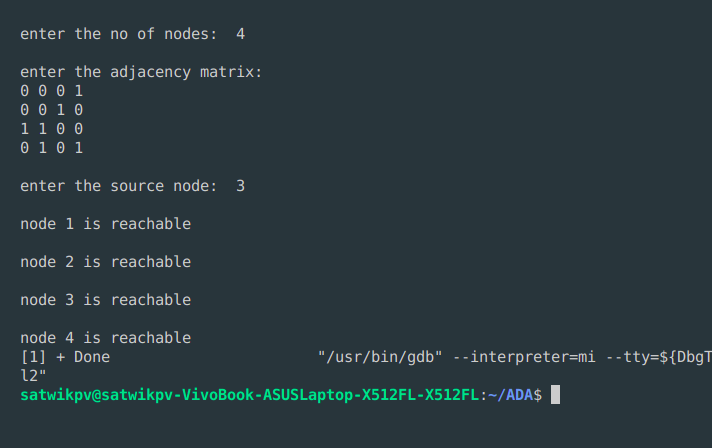 enter the no of nodes:  4
enter the adjacency matrix:
0 0 0 1
0 0 1 0
1 1 0 0
0 1 0 1
enter the source node:  3
node 1 is reachable
node 2 is reachable
node 3 is reachable
node 4 is reachable
[1] + Done                       "/usr/bin/gdb" --interpreter=mi --tty=${DbgT
l2"
satwikpv@satwikpv-VivoBook-ASUSLaptop-X512FL-X512FL:~/ADA$